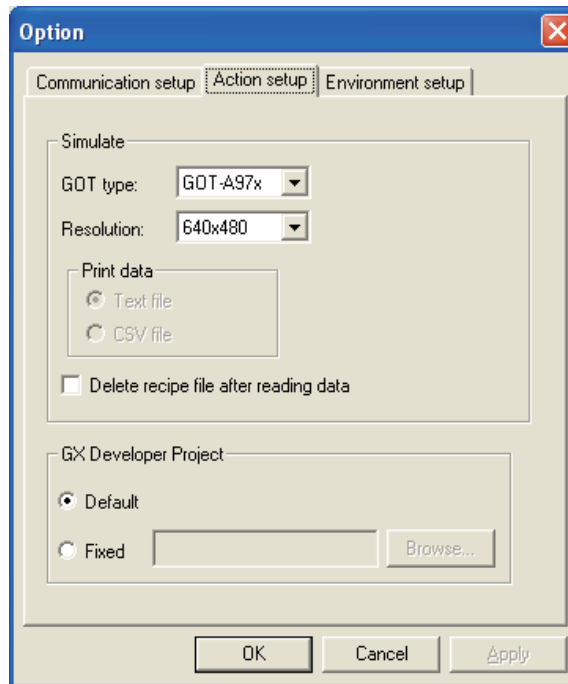 Option
Communication setup Action setup Environment setup
Simulate
GOT type: GOT-A97x
Resolution: 640x480
Print data
Text file
CSV file
Delete recipe file after reading data
GX Developer Project
Default
Fixed Browse...
OK Cancel Apply